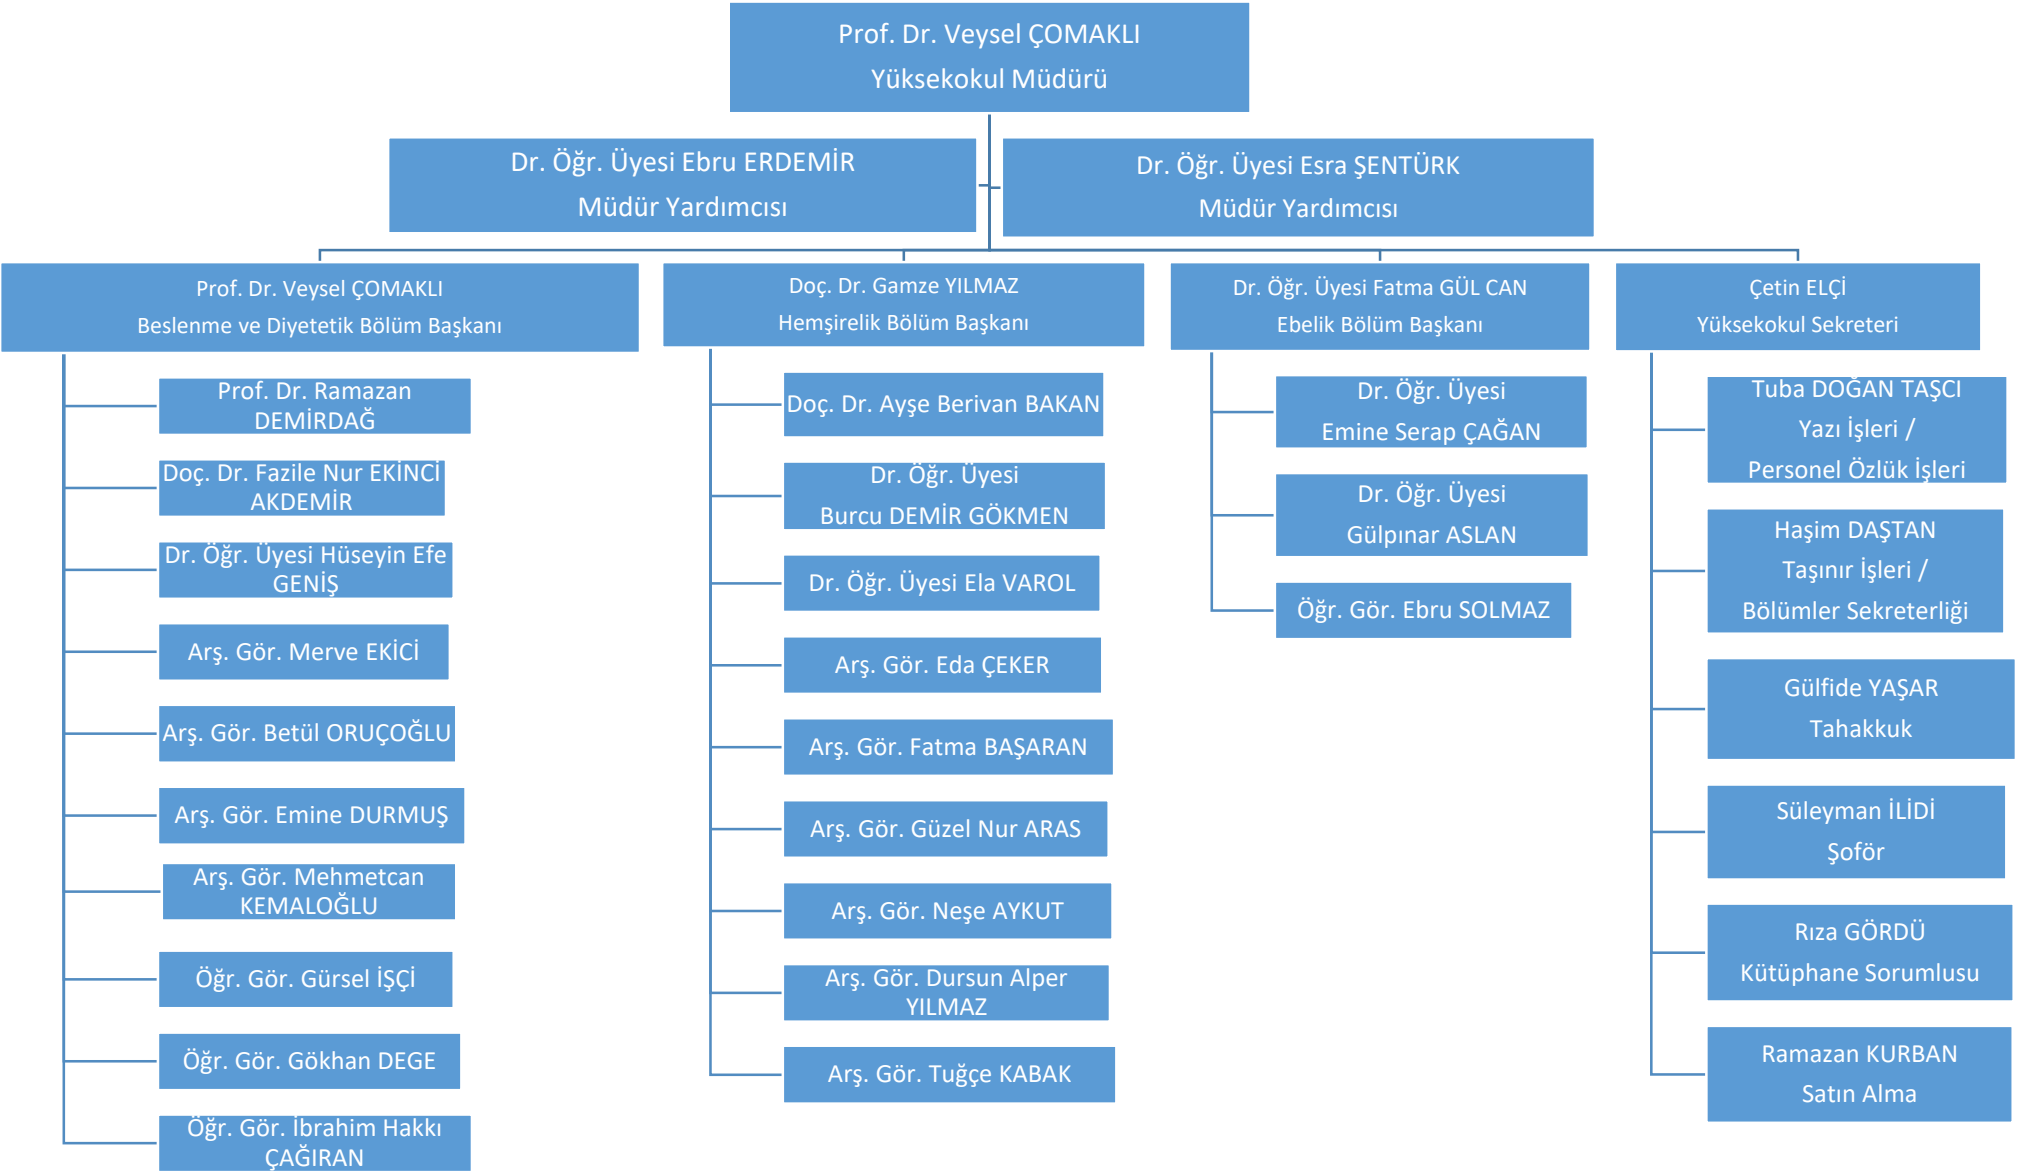 Prof. Dr. Veysel ÇOMAKLI
Yüksekokul Müdürü
Dr. Öğr. Üyesi Ebru ERDEMİR
Müdür Yardımcısı
Dr. Öğr. Üyesi Esra ŞENTÜRK
Müdür Yardımcısı
Prof. Dr. Veysel ÇOMAKLI
Beslenme ve Diyetetik Bölüm Başkanı
Prof. Dr. Ramazan
DEMİRDAĞ
Doç. Dr. Fazile Nur EKİNCİ
AKDEMİR
Dr. Öğr. Üyesi Hüseyin Efe
GENİŞ
Arş. Gör. Merve EKİCİ
Arş. Gör. Betül ORUÇOĞLU
Arş. Gör. Emine DURMUŞ
Arş. Gör. Mehmetcan
KEMALOĞLU
Öğr. Gör. Gürsel İŞÇİ
Öğr. Gör. Gökhan DEGE
Öğr. Gör. İbrahim Hakkı
ÇAĞIRAN
Doç. Dr. Gamze YILMAZ
Hemşirelik Bölüm Başkanı
Doç. Dr. Ayşe Berivan BAKAN
Dr. Öğr. Üyesi
Burcu DEMİR GÖKMEN
Dr. Öğr. Üyesi Ela VAROL
Arş. Gör. Eda ÇEKER
Arş. Gör. Fatma BAŞARAN
Arş. Gör. Güzel Nur ARAS
Arş. Gör. Neşe AYKUT
Arş. Gör. Dursun Alper
YILMAZ
Arş. Gör. Tuğçe KABAK
Dr. Öğr. Üyesi Fatma GÜL CAN
Ebelik Bölüm Başkanı
Dr. Öğr. Üyesi
Emine Serap ÇAĞAN
Dr. Öğr. Üyesi
Gülpınar ASLAN
Öğr. Gör. Ebru SOLMAZ
Çetin ELÇİ
Yüksekokul Sekreteri
Tuba DOĞAN TAŞCI
Yazı İşleri /
Personel Özlük İşleri
Haşim DAŞTAN
Taşınır İşleri /
Bölümler Sekreterliği
Gülfide YAŞAR
Tahakkuk
Süleyman İLİDİ
Şoför
Rıza GÖRDÜ
Kütüphane Sorumlusu
Ramazan KURBAN
Satın Alma